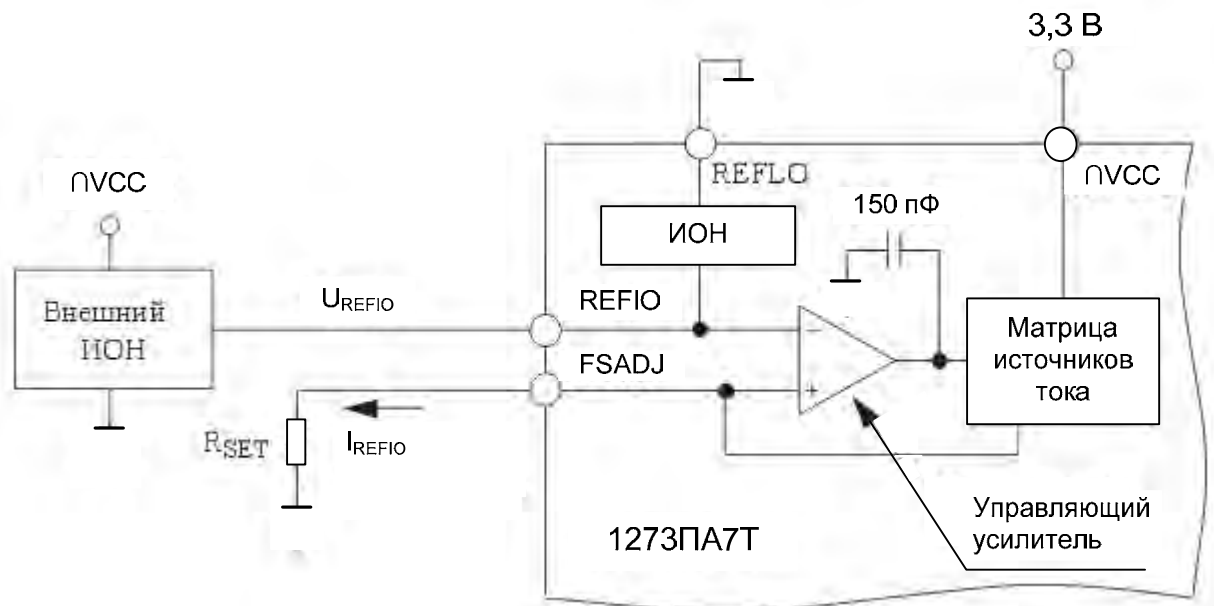 3,3 В
REFLO
∩VCC
∩VCC
150 пФ
ИОН
Внешний
ИОН
UREFIO
REFIO
Матрица
источников
тока
FSADJ
RSET
IREFIO
−
+
Управляющий
усилитель
1273ПА7Т